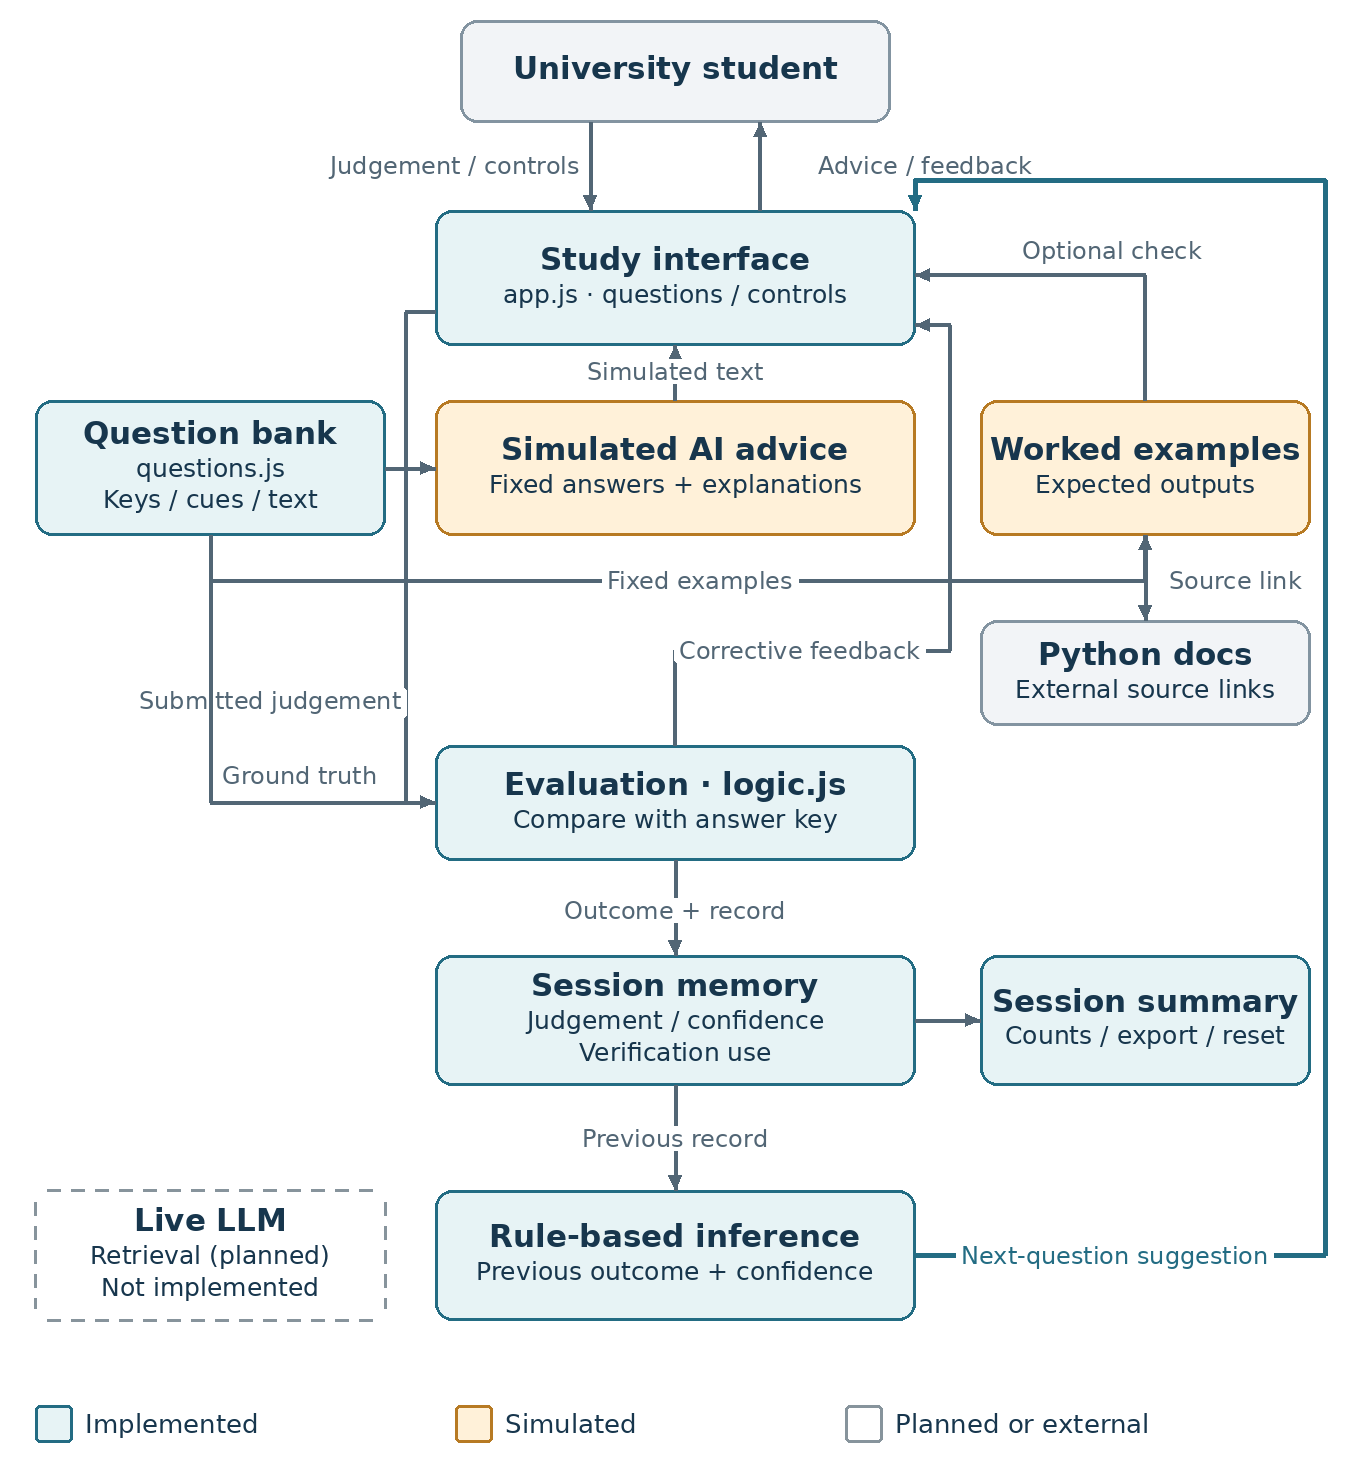 University student
Judgement / controls
Advice / feedback
Study interface
app.js · questions / controls
Optional check
Simulated text
Question bank
questions.js
Keys / cues / text
Simulated AI advice
Fixed answers + explanations
Worked examples
Expected outputs
Fixed examples
Source link
Corrective feedback
Python docs
External source links
Submitted judgement
Ground truth
Evaluation · logic.js
Compare with answer key
Outcome + record
Session memory
Judgement / confidence
Verification use
Session summary
Counts / export / reset
Previous record
Live LLM
Retrieval (planned)
Not implemented
Rule-based inference
Previous outcome + confidence
Next-question suggestion
Implemented
Simulated
Planned or external